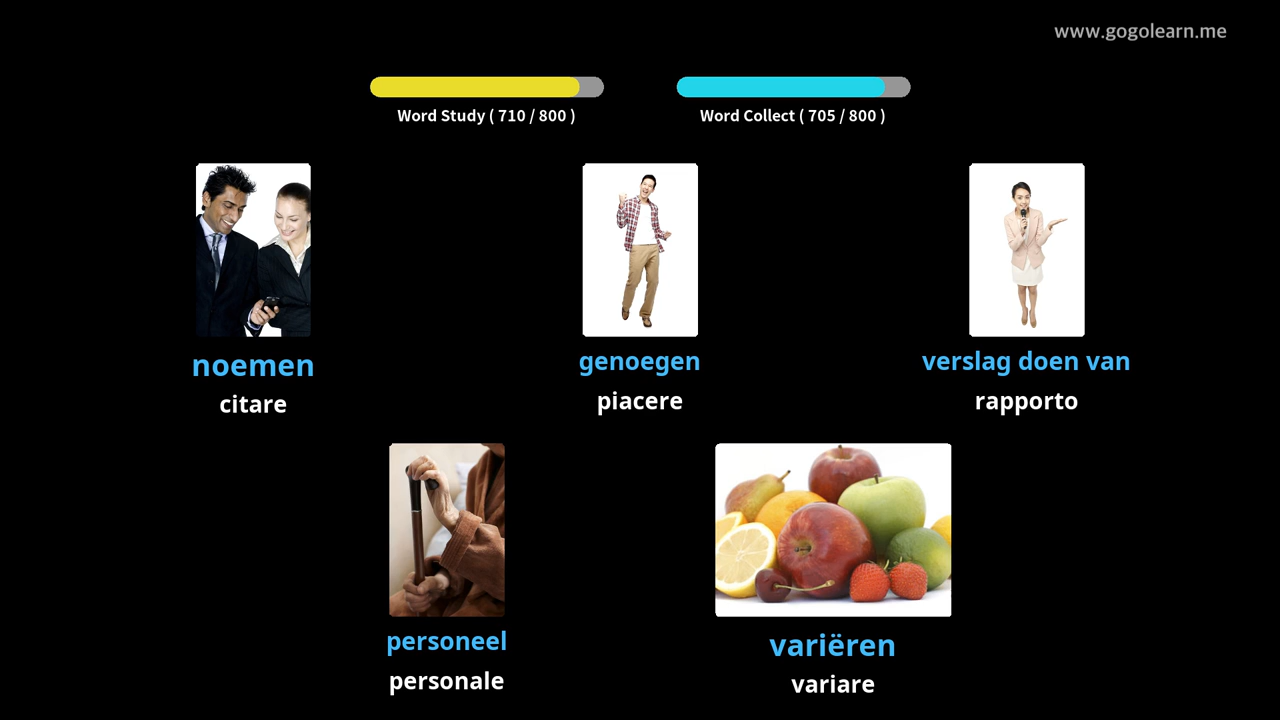 www.gogolearn.me
Word Study ( 710 / 800 )
Word Collect ( 705 / 800 )
noemen
citare
genoegen
piacere
verslag doen van
rapporto
personeel
personale
variëren
variare